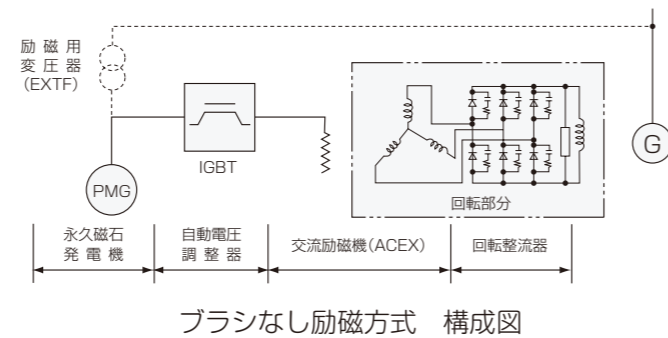 励 磁 用
変 圧 器
(EXTF)
IGBT
PMG
G
回転部分
永久磁石
発 電 機
自動電圧
調 整 器
交流励磁機(ACEX)
回転整流器
ブラシなし励磁方式　構成図